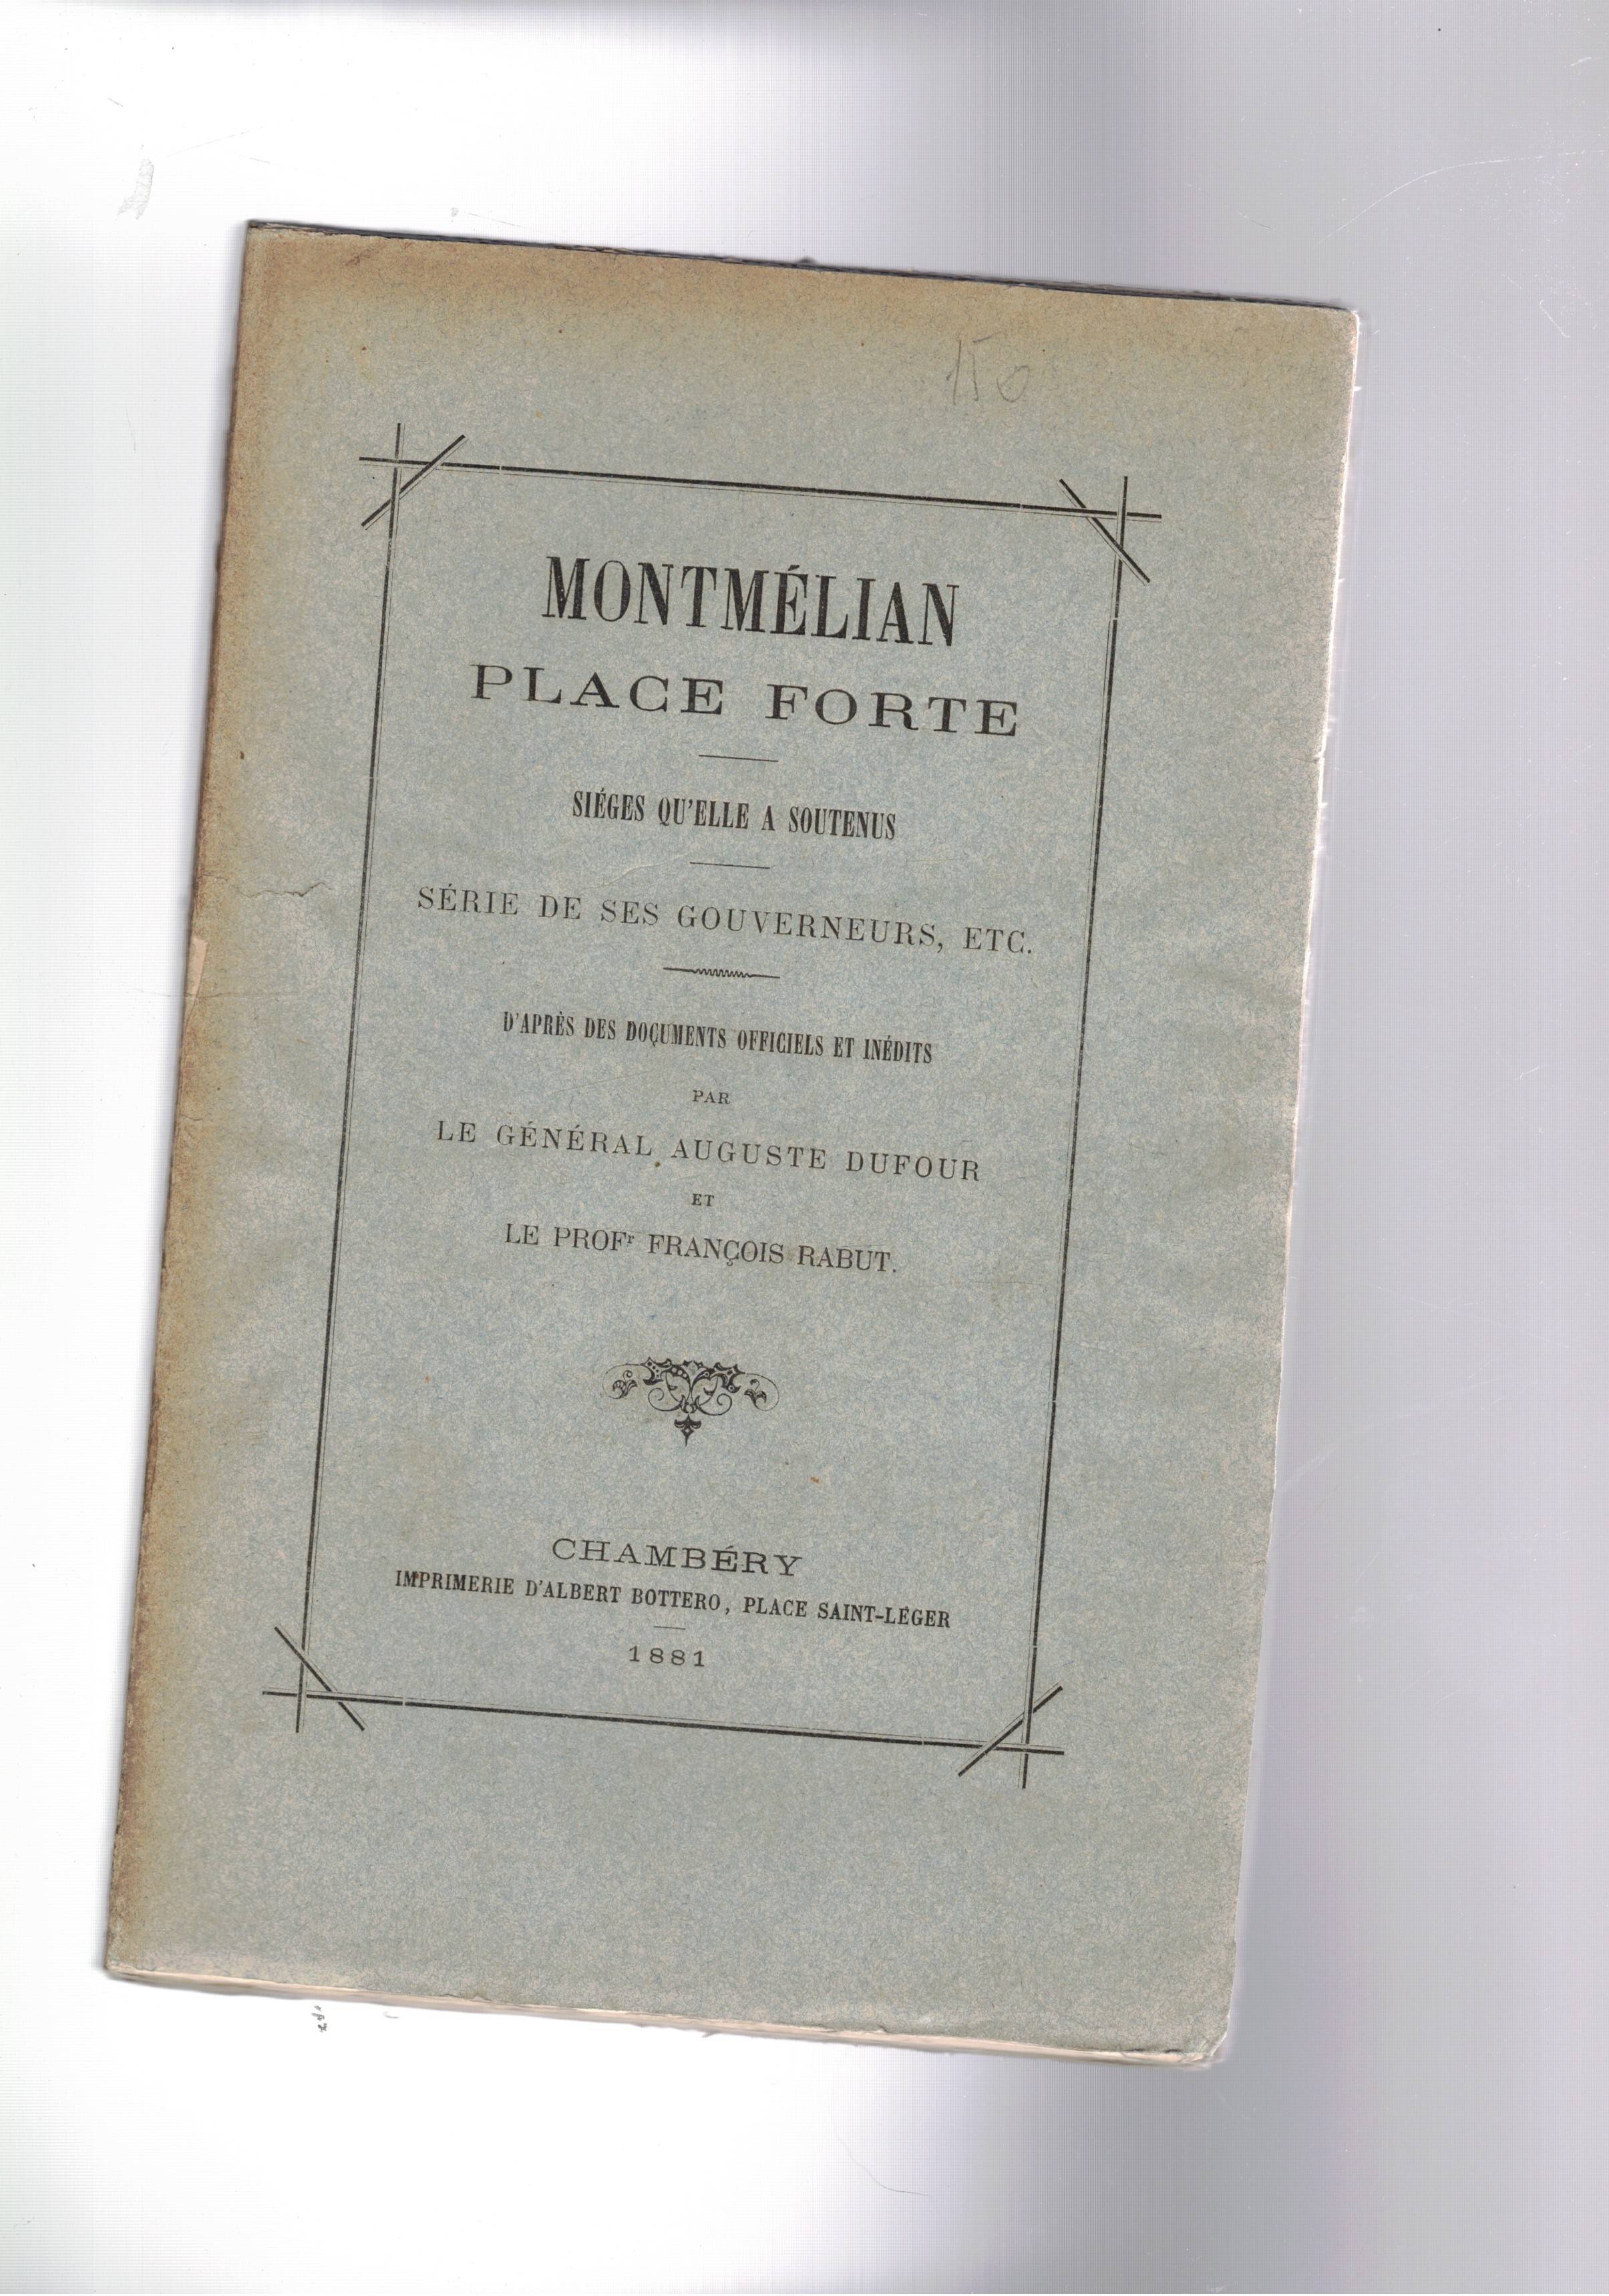 150
MONTMÉLIAN
PLACE FORTE
SIÉGES QU'ELLE A SOUTENUS
SÉRIE DE SES GOUVERNEURS, ETC.
D'APRÈS DES DOCUMENTS OFFICIELS ET INÉDITS
PAR
LE GÉNÉRAL AUGUSTE DUFOUR
ET
LE PROFʳ FRANÇOIS RABUT.
CHAMBÉRY
IMPRIMERIE D'ALBERT BOTTERO, PLACE SAINT-LÉGER
1881